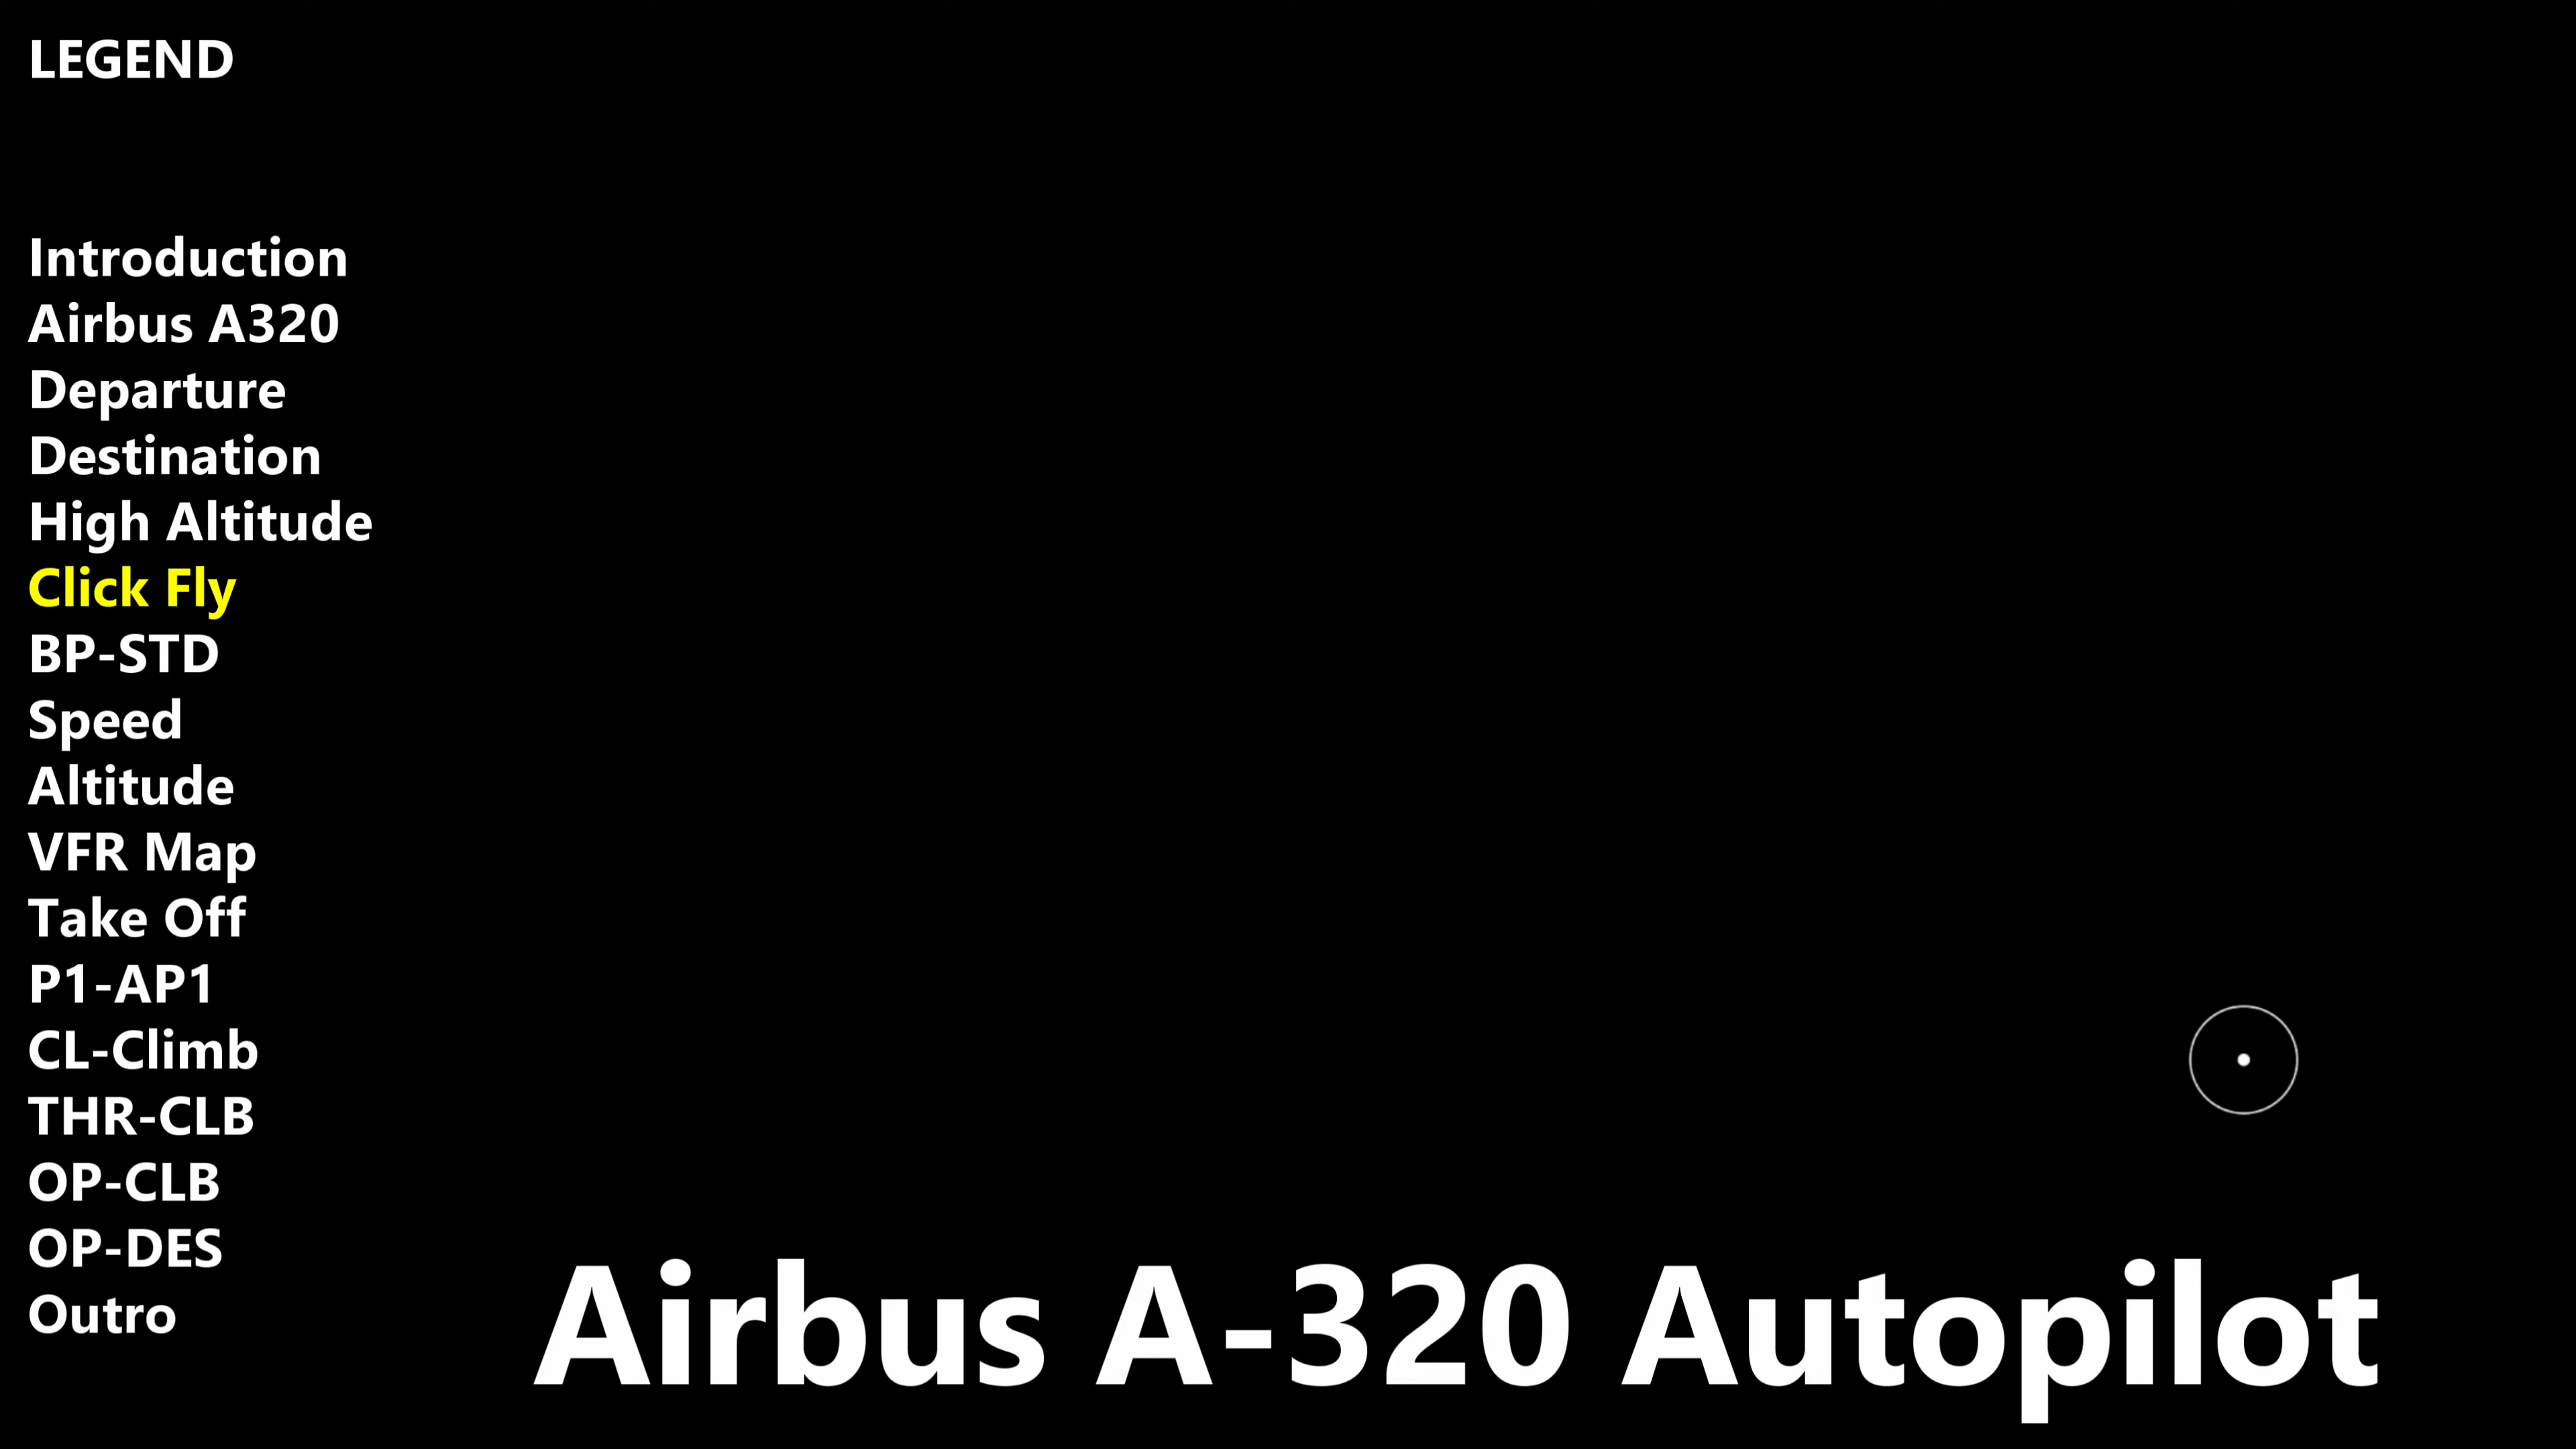 LEGEND
Introduction
Airbus A320
Departure
Destination
High Altitude
Click Fly
BP-STD
Speed
Altitude
VFR Map
Take Off
P1-AP1
CL-Climb
THR-CLB
OP-CLB
OP-DES
Outro
Airbus A-320 Autopilot